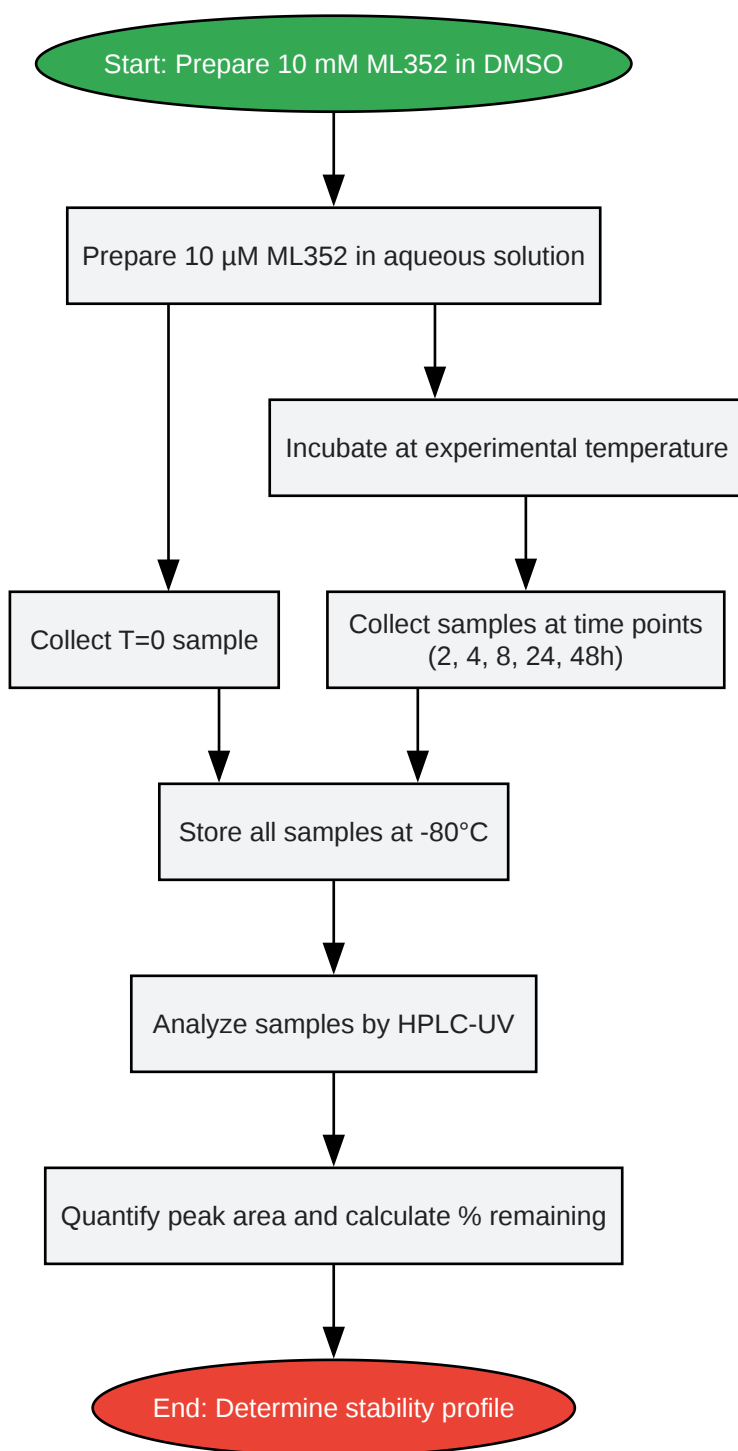 Start: Prepare 10 mM ML352 in DMSO
Prepare 10 µM ML352 in aqueous solution
Incubate at experimental temperature
Collect T=0 sample
Collect samples at time points
(2, 4, 8, 24, 48h)
Store all samples at -80°C
Analyze samples by HPLC-UV
Quantify peak area and calculate % remaining
End: Determine stability profile